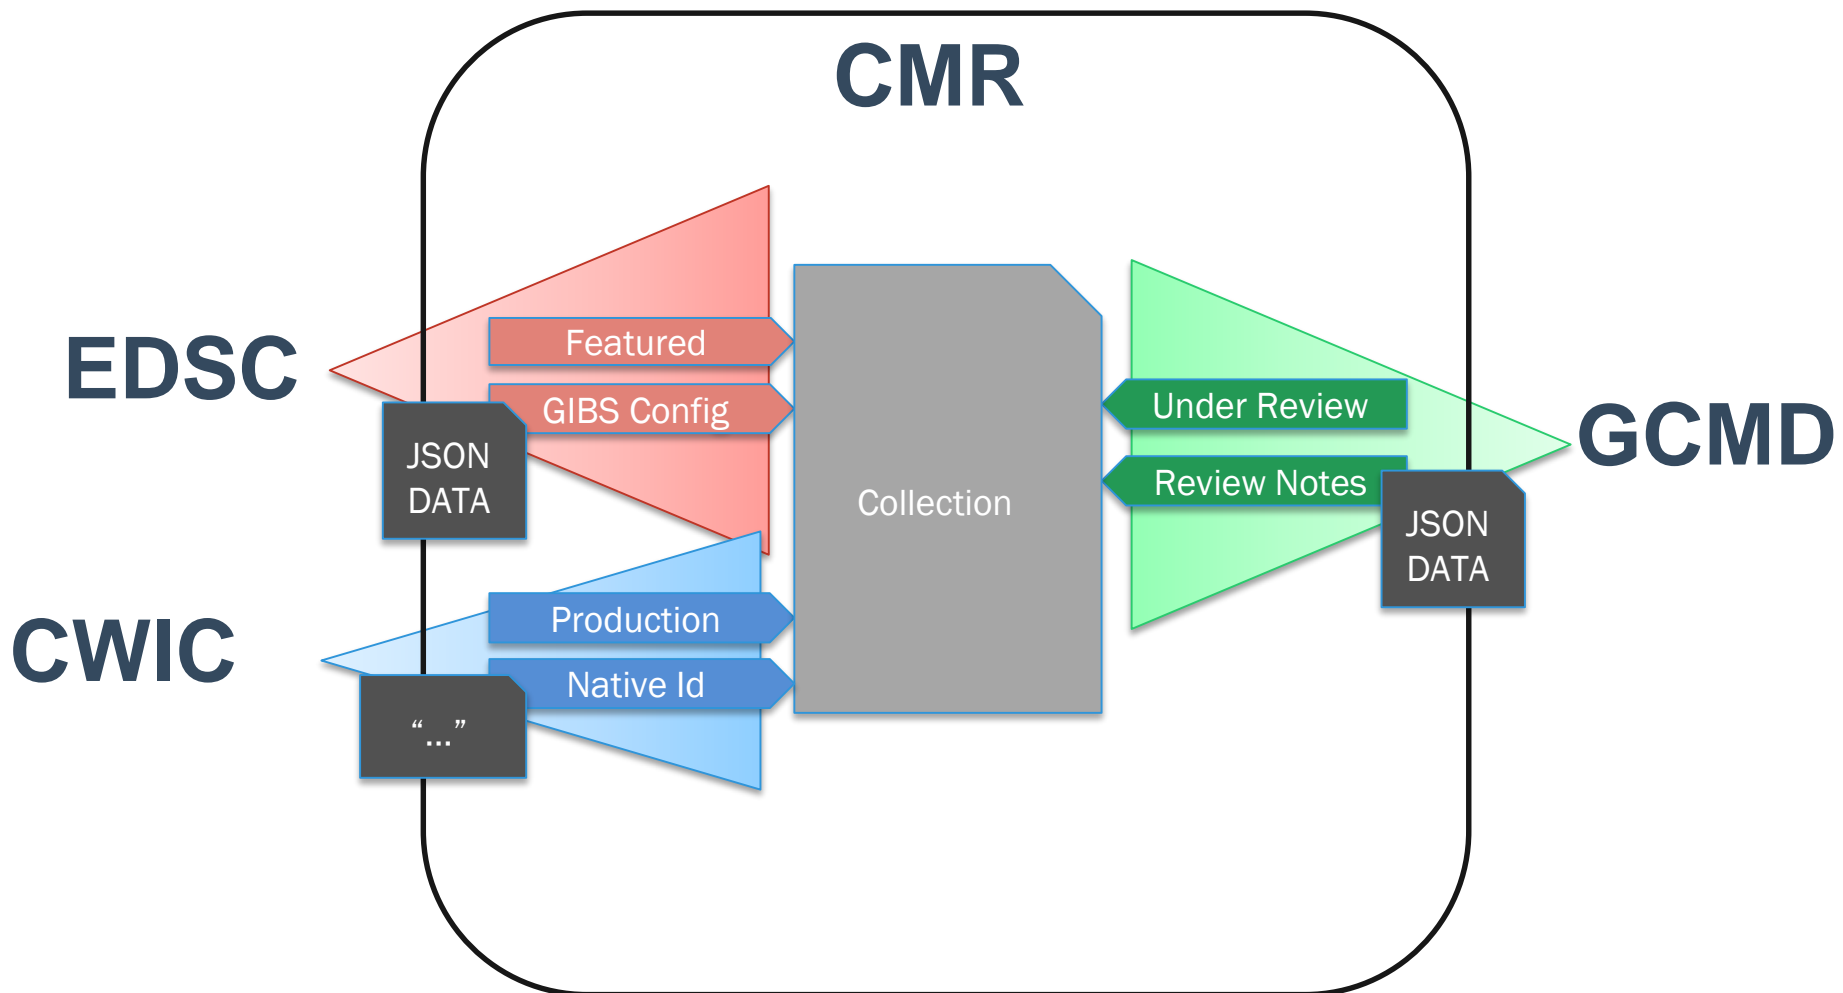 CMR
EDSC
Featured
GIBS Config
JSON
DATA
CWIC
Production
Native Id
“...”
Collection
Under Review
Review Notes
JSON
DATA
GCMD